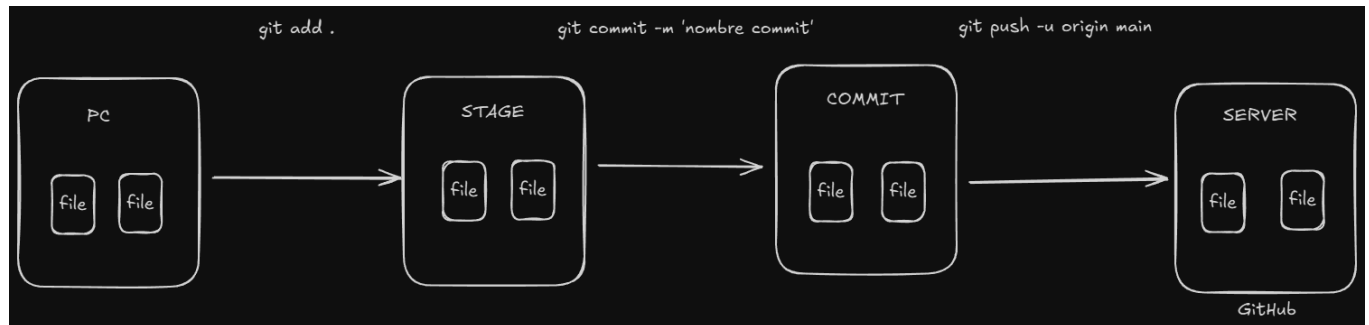 git add .
git commit -m 'nombre commit'
git push -u origin main
PC
file
file
STAGE
file
file
COMMIT
file
file
SERVER
file
file
GitHub